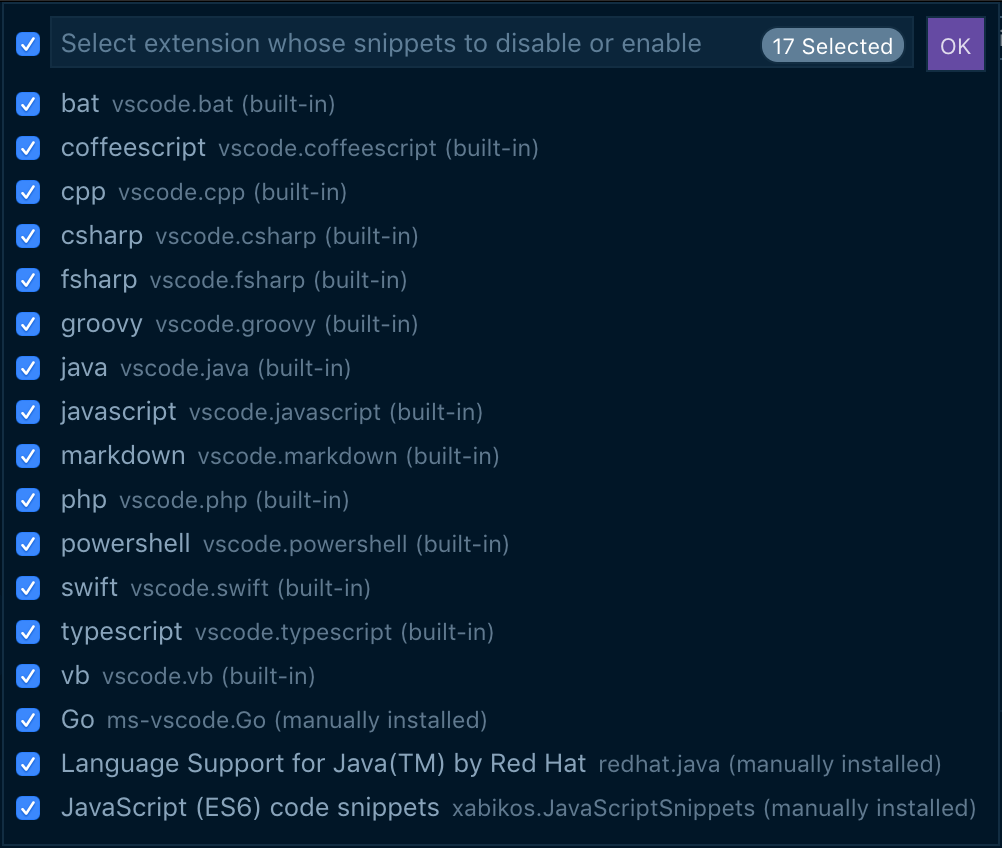 Select extension whose snippets to disable or enable 17 Selected OK
bat vscode.bat (built-in)
coffeescript vscode.coffeescript (built-in)
cpp vscode.cpp (built-in)
csharp vscode.csharp (built-in)
fsharp vscode.fsharp (built-in)
groovy vscode.groovy (built-in)
java vscode.java (built-in)
javascript vscode.javascript (built-in)
markdown vscode.markdown (built-in)
php vscode.php (built-in)
powershell vscode.powershell (built-in)
swift vscode.swift (built-in)
typescript vscode.typescript (built-in)
vb vscode.vb (built-in)
Go ms-vscode.Go (manually installed)
Language Support for Java(TM) by Red Hat redhat.java (manually installed)
JavaScript (ES6) code snippets xabikos.JavaScriptSnippets (manually installed)